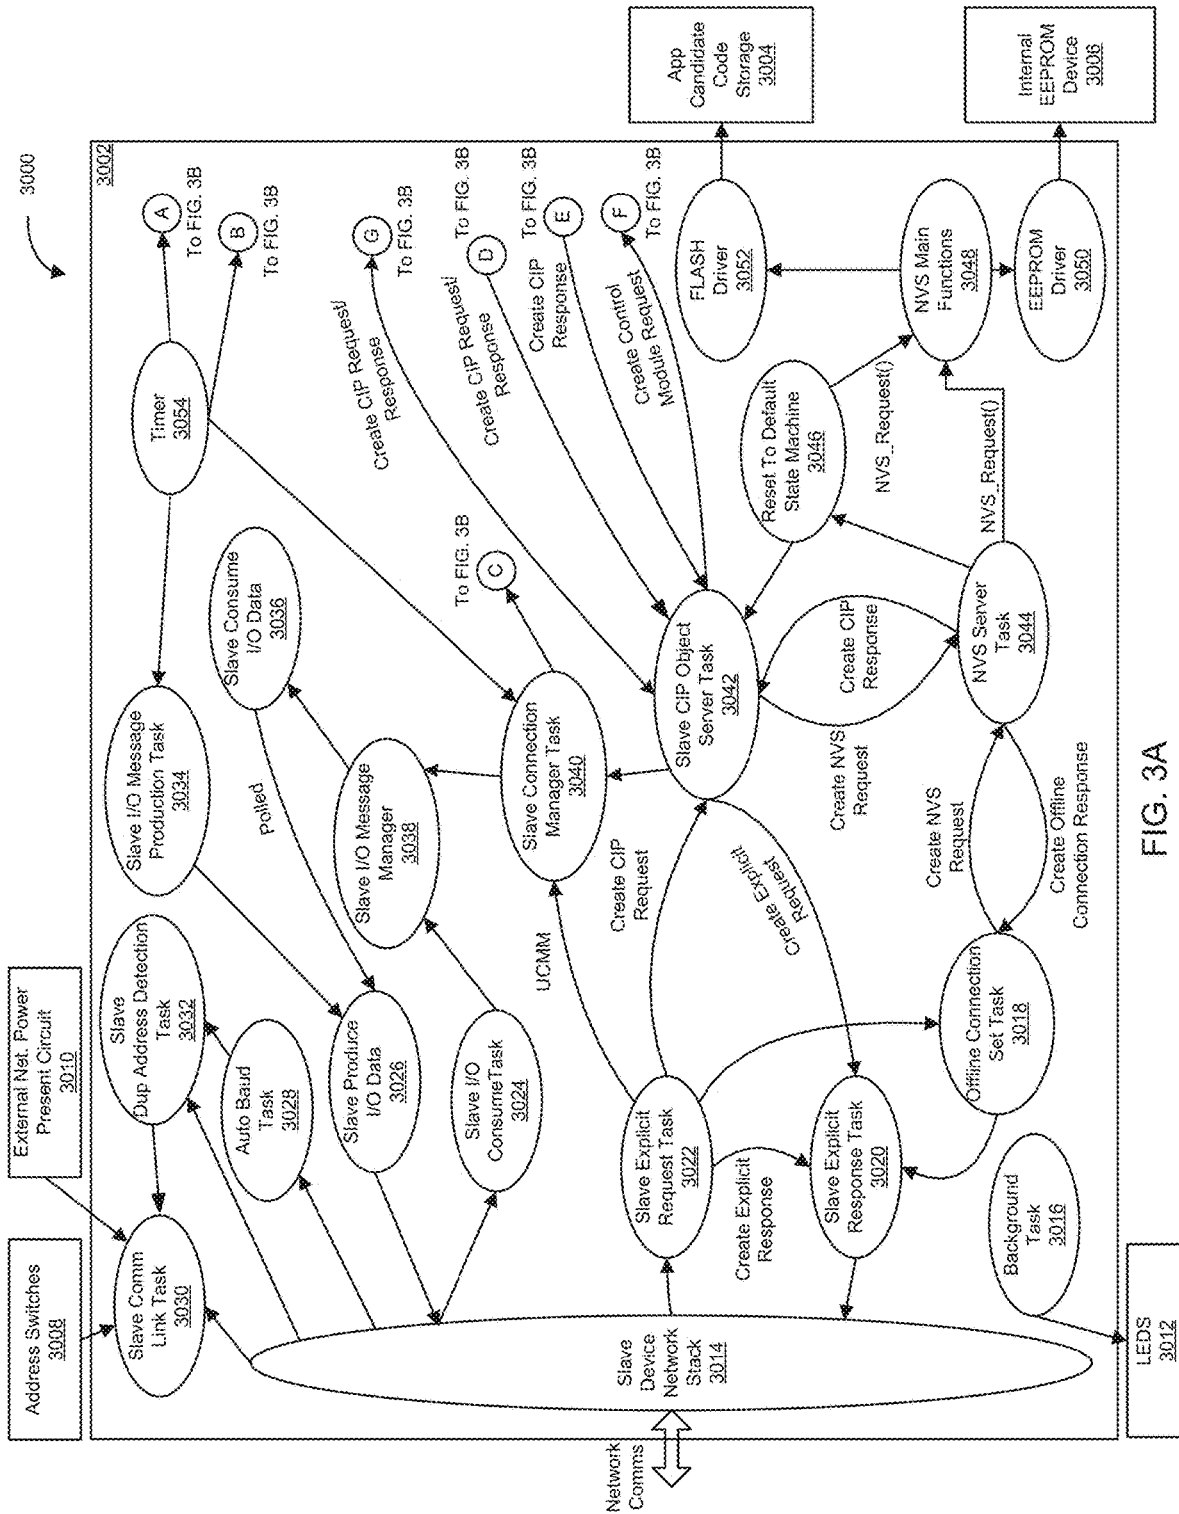 3000
Address Switches
3008
External Net. Power
Present Circuit
3010
3002
Slave Comm
Link Task
3030
Slave
Dup Address Detection
Task
3032
Slave I/O Message
Production Task
3034
Timer
3054
A
To FIG. 3B
B
To FIG. 3B
Auto Baud
Task
3028
Slave Consume
I/O Data
3036
Polled
Slave Produce
I/O Data
3026
Slave I/O Message
Manager
3038
G
To FIG. 3B
Create CIP Request/
Response
Slave I/O
ConsumeTask
3024
To FIG. 3B
C
To FIG. 3B
D
Create CIP Request/
Create CIP
Response
UCMM
Slave Connection
Manager Task
3040
To FIG. 3B
E
Create CIP
Response
F
To FIG. 3B
Create Control
Module Request
Network
Comms
Slave
Device
Network
Stack
3014
Slave Explicit
Request Task
3022
Create CIP
Request
Slave CIP Object
Server Task
3042
FLASH
Driver
3052
App
Candidate
Code
Storage
3004
Create Explicit
Response
Create Explicit
Request
Slave Explicit
Response Task
3020
Create NVS
Request
Create CIP
Response
Reset To Default
State Machine
3046
NVS_Request()
NVS Main
Functions
3048
Create NVS
Request
NVS_Request()
Offline Connection
Set Task
3018
NVS Server
Task
3044
Create Offline
Connection Response
EEPROM
Driver
3050
Internal
EEPROM
Device
3006
Background
Task
3016
LEDS
3012
FIG. 3A